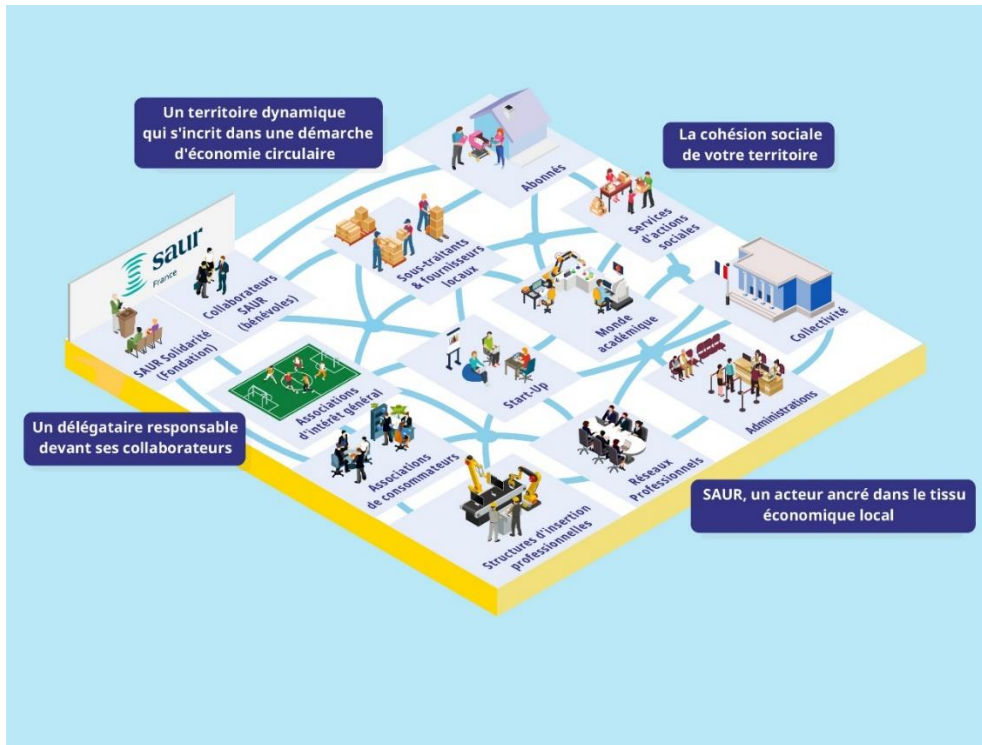 Un territoire dynamique
qui s'incrit dans une démarche
d'économie circulaire
La cohésion sociale
de votre territoire
Abonnés
Services
d'actions
sociales
Sous-traitants
& fournisseurs
locaux
saur
France
Collaborateurs
SAUR
(bénévoles)
SAUR Solidarité
(Fondation)
Monde
académique
Collectivité
Start-Up
Associations
d'intérêt général
Administrations
Un délégataire responsable
devant ses collaborateurs
Associations
de consommateurs
Réseaux
Professionnels
Structures d'insertion
professionnelles
SAUR, un acteur ancré dans le tissu
économique local